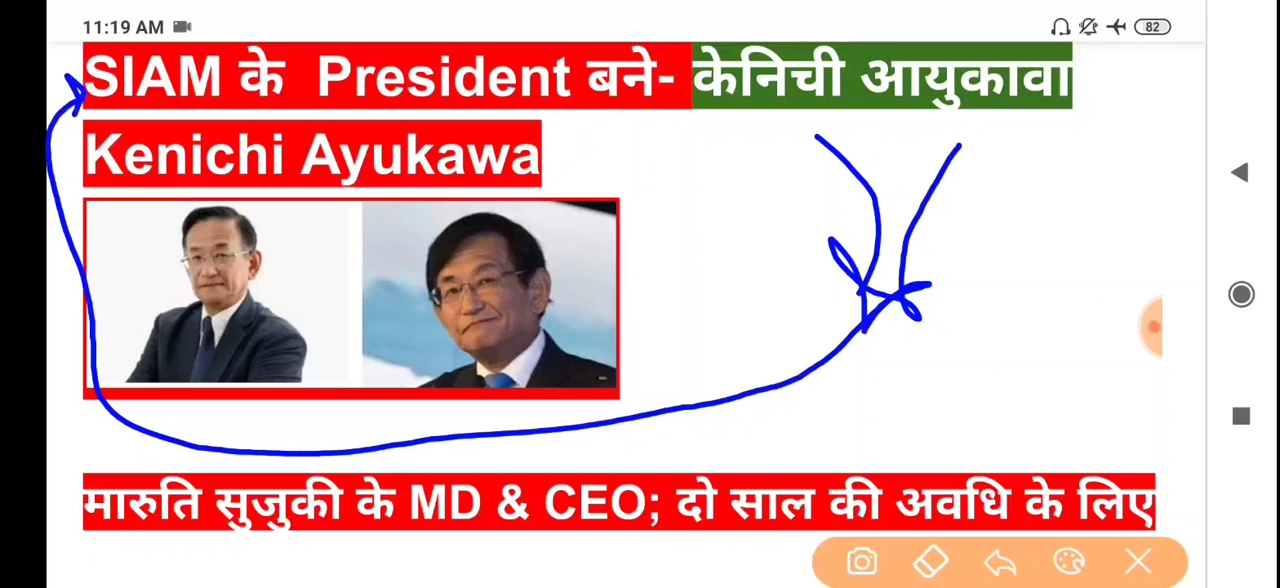 11:19 AM
82
SIAM के President बने- केनिची आयुकावा
Kenichi Ayukawa
मारुति सुजुकी के MD & CEO; दो साल की अवधि के लिए